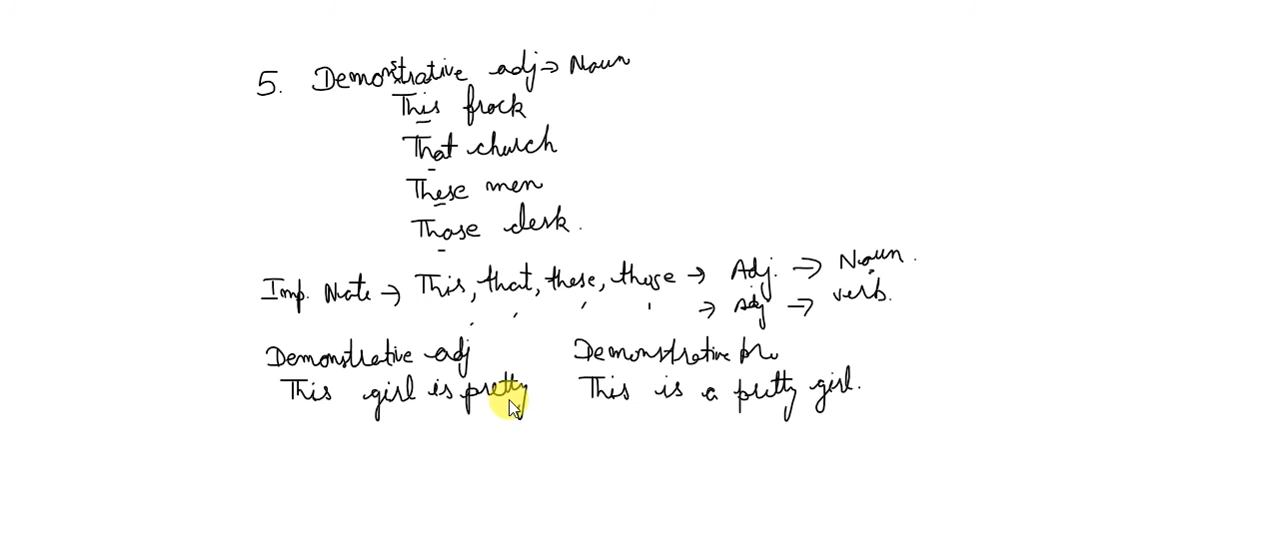 5. Demonstrative adj → Noun
This frock
That church
These men
Those desk.
Imp. Note → This, that, these, those → Adj. → Noun.
→ Adj → verb.
Demonstrative adj Demonstrative pro
This girl is pretty This is a pretty girl.